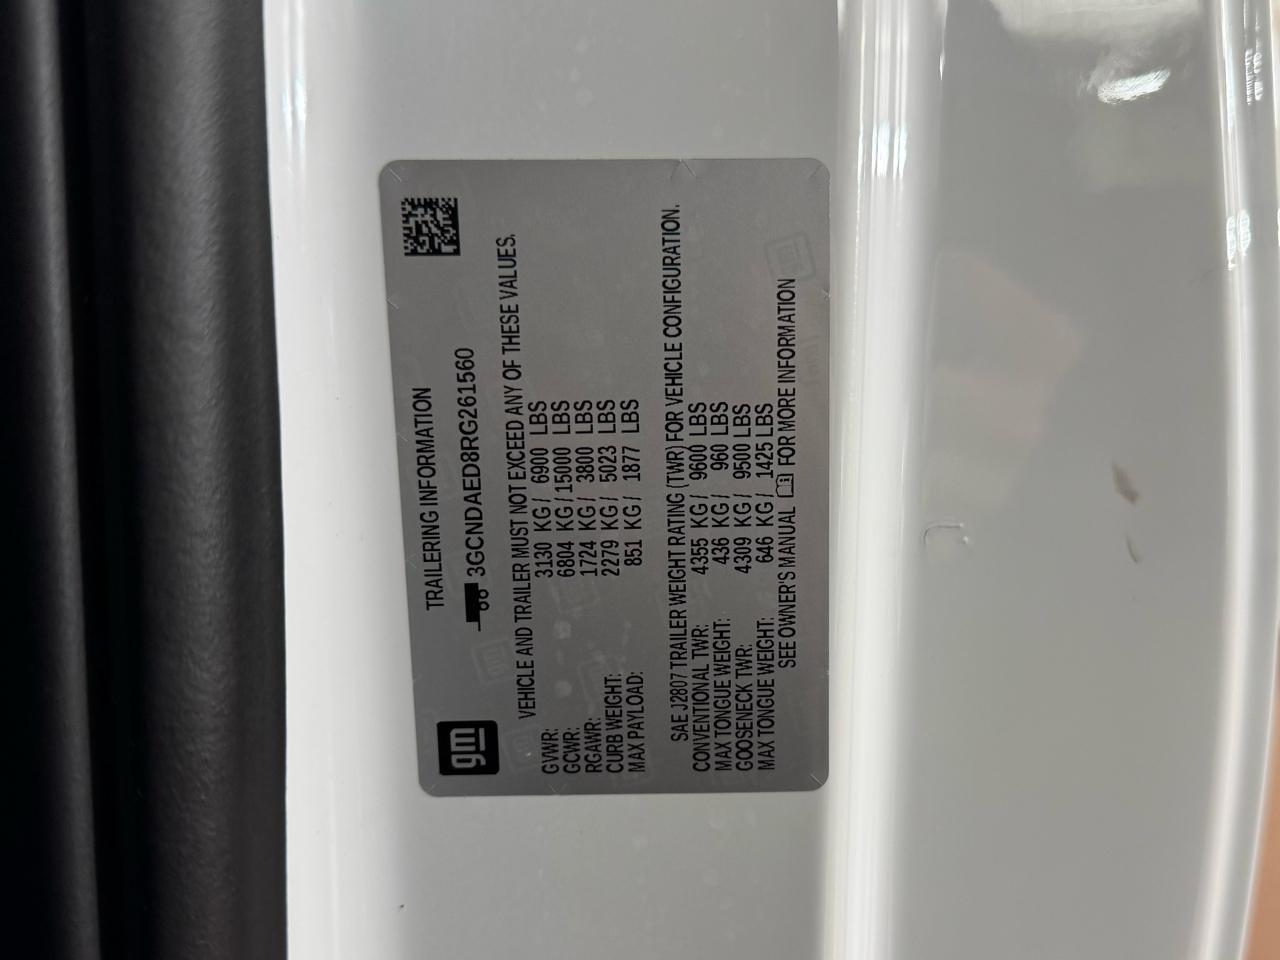 TRAILERING INFORMATION
3GCNDAED8RG261560
gm
VEHICLE AND TRAILER MUST NOT EXCEED ANY OF THESE VALUES.
GVWR: 3130 KG / 6900 LBS
GCWR: 6804 KG / 15000 LBS
RGAWR: 1724 KG / 3800 LBS
CURB WEIGHT: 2279 KG / 5023 LBS
MAX PAYLOAD: 851 KG / 1877 LBS
SAE J2807 TRAILER WEIGHT RATING (TWR) FOR VEHICLE CONFIGURATION.
CONVENTIONAL TWR: 4355 KG / 9600 LBS
MAX TONGUE WEIGHT: 436 KG / 960 LBS
GOOSENECK TWR: 4309 KG / 9500 LBS
MAX TONGUE WEIGHT: 646 KG / 1425 LBS
SEE OWNER'S MANUAL FOR MORE INFORMATION